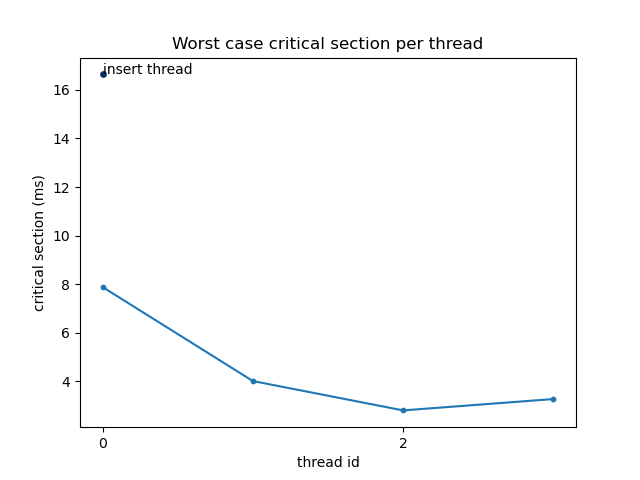 Worst case critical section per thread
insert thread
16
14
12
10
8
6
4
critical section (ms)
0
2
thread id